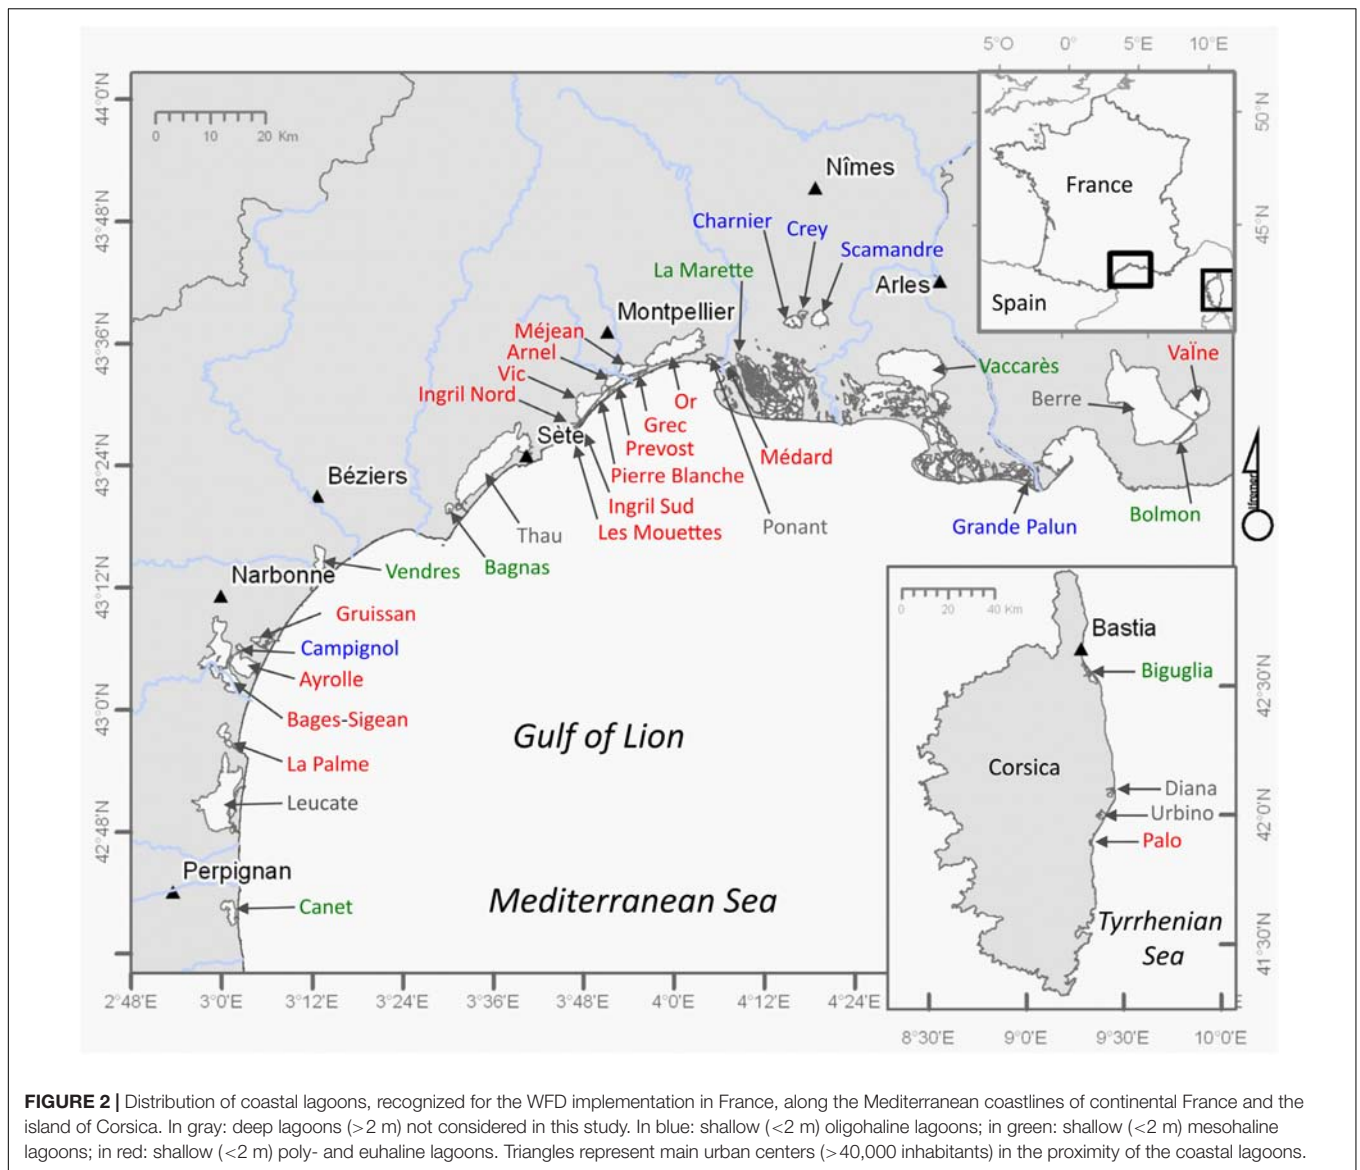 5°O 0° 5°E 10°E
44°0'N
0 10 20 Km
50°N
Nîmes
France
43°48'N
Charnier
Crey
45°N
Scamandre
La Marette
Arles
Spain
Montpellier
43°36'N
Méjean
Arnel
Vic
Ingril Nord
Vaccarès
VaÏne
Berre
Or
Grec
Sète
Prevost
Médard
43°24'N
Pierre Blanche
Béziers
Ingril Sud
Les Mouettes
Ponant
Thau
Grande Palun
Bolmon
Ifremer
Vendres
Bagnas
43°12'N
Narbonne
0 20 40 Km
Gruissan
Campignol
Ayrolle
Bastia
Biguglia
42°30'N
43°0'N
Bages-Sigean
Gulf of Lion
La Palme
Corsica
Leucate
Diana
Urbino
42°0'N
42°48'N
Palo
Perpignan
Canet
Mediterranean Sea
Tyrrhenian
Sea
41°30'N
2°48'E 3°0'E 3°12'E 3°24'E 3°36'E 3°48'E 4°0'E 4°12'E 4°24'E
8°30'E 9°0'E 9°30'E 10°0'E
FIGURE 2 | Distribution of coastal lagoons, recognized for the WFD implementation in France, along the Mediterranean coastlines of continental France and the
island of Corsica. In gray: deep lagoons (>2 m) not considered in this study. In blue: shallow (<2 m) oligohaline lagoons; in green: shallow (<2 m) mesohaline
lagoons; in red: shallow (<2 m) poly- and euhaline lagoons. Triangles represent main urban centers (>40,000 inhabitants) in the proximity of the coastal lagoons.